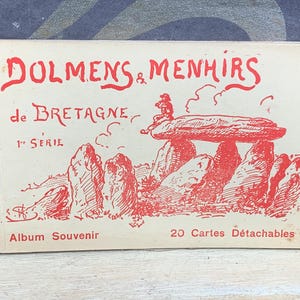 DOLMENS & MENHIRS
de BRETAGNE
1re SÉRIE
Album Souvenir
20 Cartes Détachables